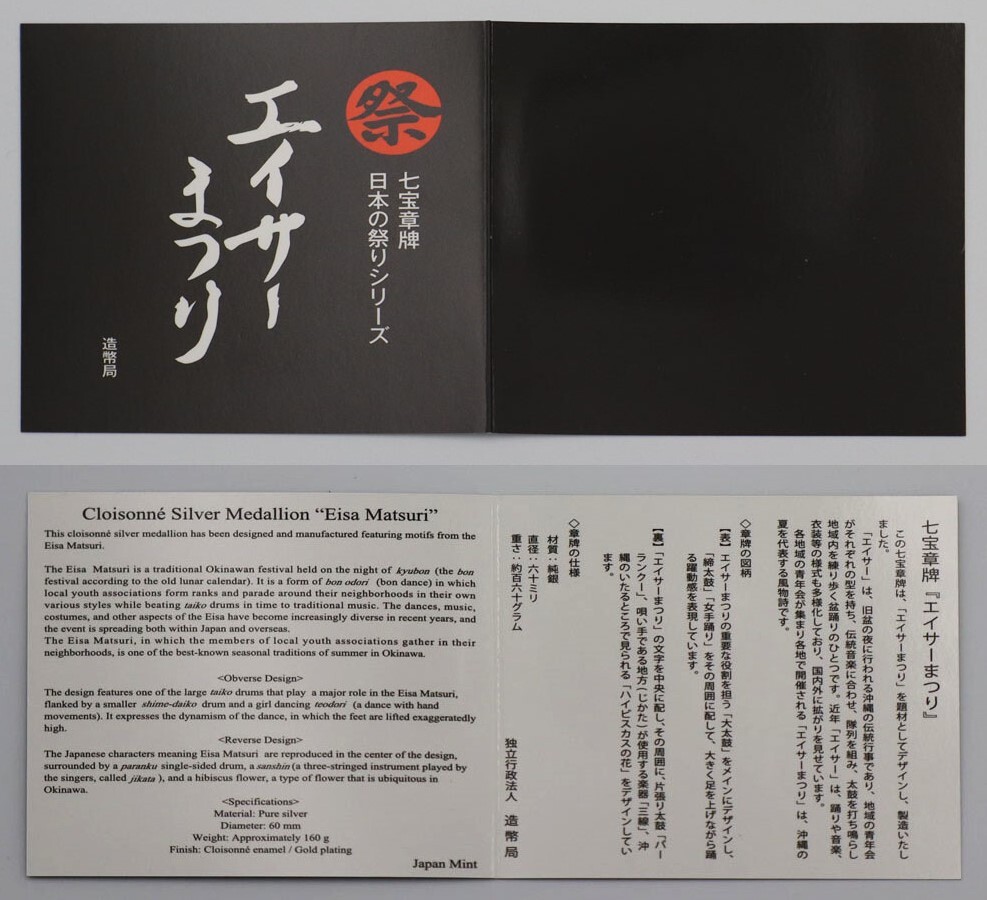 祭
七宝章牌
日本の祭りシリーズ
エイサー
まつり
造幣局
Cloisonné Silver Medallion “Eisa Matsuri”
This cloisonné silver medallion has been designed and manufactured featuring motifs from the
Eisa Matsuri.
The Eisa Matsuri is a traditional Okinawan festival held on the night of kyubon (the bon
festival according to the old lunar calendar). It is a form of bon odori (bon dance) in which
local youth associations form ranks and parade around their neighborhoods in their own
various styles while beating taiko drums in time to traditional music. The dances, music,
costumes, and other aspects of the Eisa have become increasingly diverse in recent years, and
the event is spreading both within Japan and overseas.
The Eisa Matsuri, in which the members of local youth associations gather in their
neighborhoods, is one of the best-known seasonal traditions of summer in Okinawa.
<Obverse Design>
The design features one of the large taiko drums that play a major role in the Eisa Matsuri,
flanked by a smaller shime-daiko drum and a girl dancing teodori (a dance with hand
movements). It expresses the dynamism of the dance, in which the feet are lifted exaggeratedly
high.
<Reverse Design>
The Japanese characters meaning Eisa Matsuri are reproduced in the center of the design,
surrounded by a paranku single-sided drum, a sanshin (a three-stringed instrument played by
the singers, called jikata ), and a hibiscus flower, a type of flower that is ubiquitous in
Okinawa.
<Specifications>
Material: Pure silver
Diameter: 60 mm
Weight: Approximately 160 g
Finish: Cloisonné enamel / Gold plating
Japan Mint
七宝章牌『エイサーまつり』
この七宝章牌は、「エイサーまつり」を題材としてデザインし、製造いたし
ました。
「エイサー」は、旧盆の夜に行われる沖縄の伝統行事であり、地域の青年会
がそれぞれの型を持ち、伝統音楽に合わせ、隊列を組み、太鼓を打ち鳴らし
地域内を練り歩く盆踊りのひとつです。近年「エイサー」は、踊りや音楽、
衣装等の様式も多様化しており、国内外に拡がりを見せています。
各地域の青年会が集まり各地で開催される「エイサーまつり」は、沖縄の
夏を代表する風物詩です。
◇章牌の図柄
【表】エイサーまつりの重要な役割を担う「大太鼓」をメインにデザインし、
「締太鼓」「女手踊り」をその周囲に配して、大きく足を上げながら踊
る躍動感を表現しています。
【裏】「エイサーまつり」の文字を中央に配し、その周囲に、片張り太鼓「パー
ランクー」、唄い手である地方（じかた）が使用する楽器「三線」、沖
縄のいたるところで見られる「ハイビスカスの花」をデザインしてい
ます。
◇章牌の仕様
材質：純銀
直径：六十ミリ
重さ：約百六十グラム
独立行政法人 造幣局